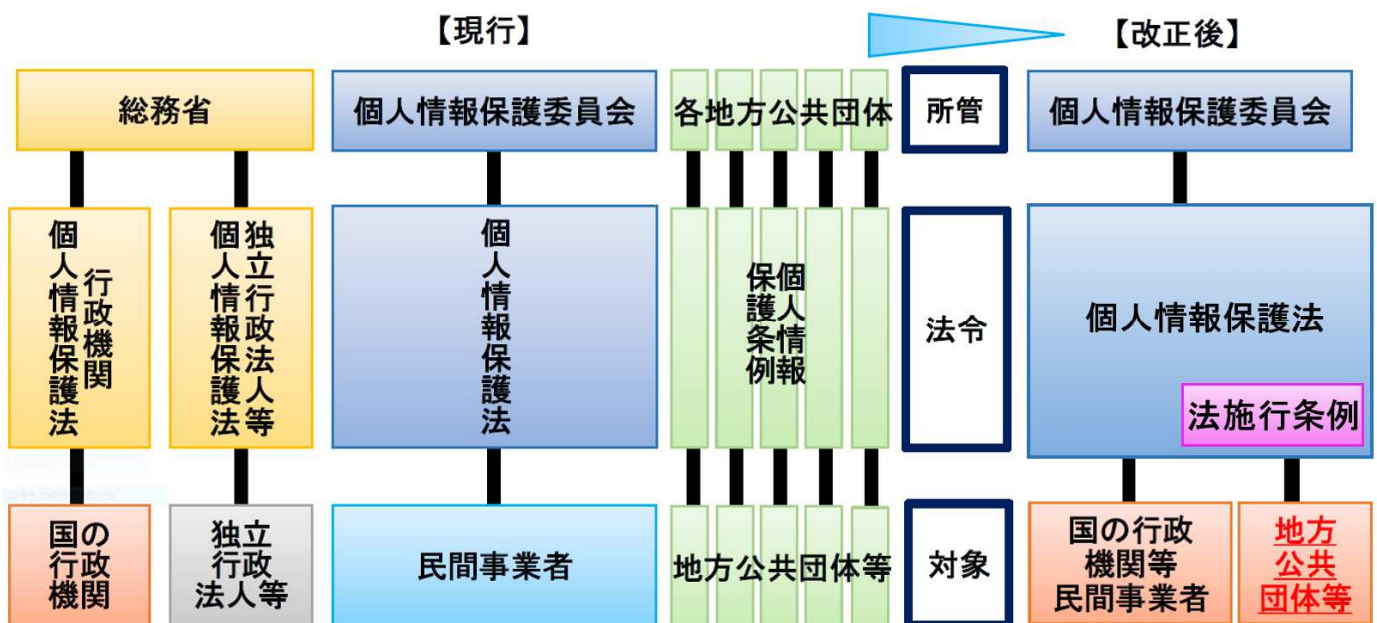 【現行】
【改正後】
総務省
個人情報保護委員会
各地方公共団体
所管
個人情報保護委員会
行政機関
個人情報保護法
独立行政法人等
個人情報保護法
個人情報保護法
個人情報
保護条例
法令
個人情報保護法
法施行条例
国の
行政
機関
独立
行政
法人等
民間事業者
地方公共団体等
対象
国の行政
機関等
民間事業者
地方
公共
団体等